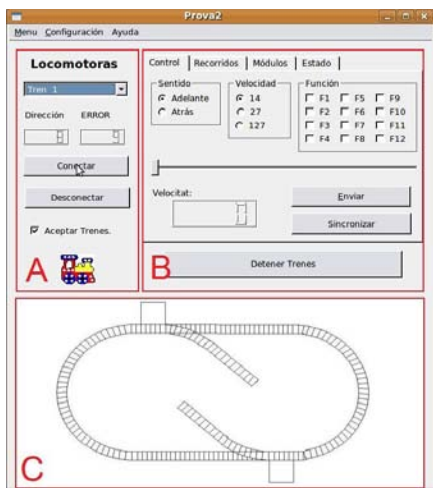 Prova2
Menu Configuración Ayuda
Locomotoras
Tren 1
Dirección ERROR
Conectar
Desconectar
Aceptar Trenes.
A
Control Recorridos Módulos Estado
Sentido
Adelante
Atrás
Velocidad
14
27
127
Función
F1 F5 F9
F2 F6 F10
F3 F7 F11
F4 F8 F12
Velocitat:
Enviar
Sincronizar
Detener Trenes
B
C